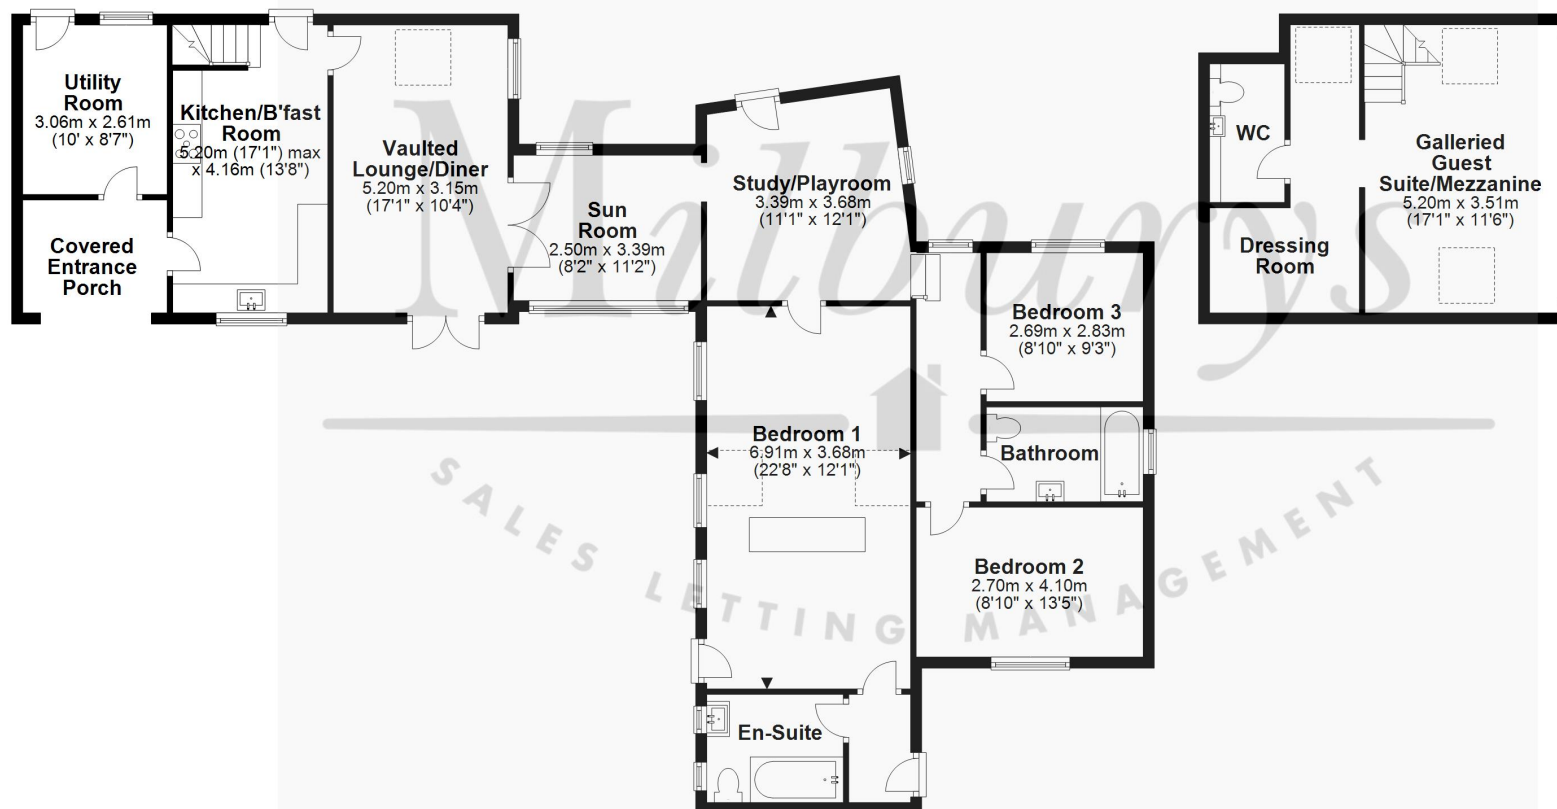 Utility
Room
3.06m x 2.61m
(10' x 8'7")
Kitchen/B'fast
Room
5.20m (17'1") max
x 4.16m (13'8")
Covered
Entrance
Porch
Vaulted
Lounge/Diner
5.20m x 3.15m
(17'1" x 10'4")
Sun
Room
2.50m x 3.39m
(8'2" x 11'2")
Study/Playroom
3.39m x 3.68m
(11'1" x 12'1")
Bedroom 1
6.91m x 3.68m
(22'8" x 12'1")
En-Suite
Bedroom 3
2.69m x 2.83m
(8'10" x 9'3")
Bathroom
Bedroom 2
2.70m x 4.10m
(8'10" x 13'5")
WC
Dressing
Room
Galleried
Guest
Suite/Mezzanine
5.20m x 3.51m
(17'1" x 11'6")
Milburys
SALES LETTING MANAGEMENT